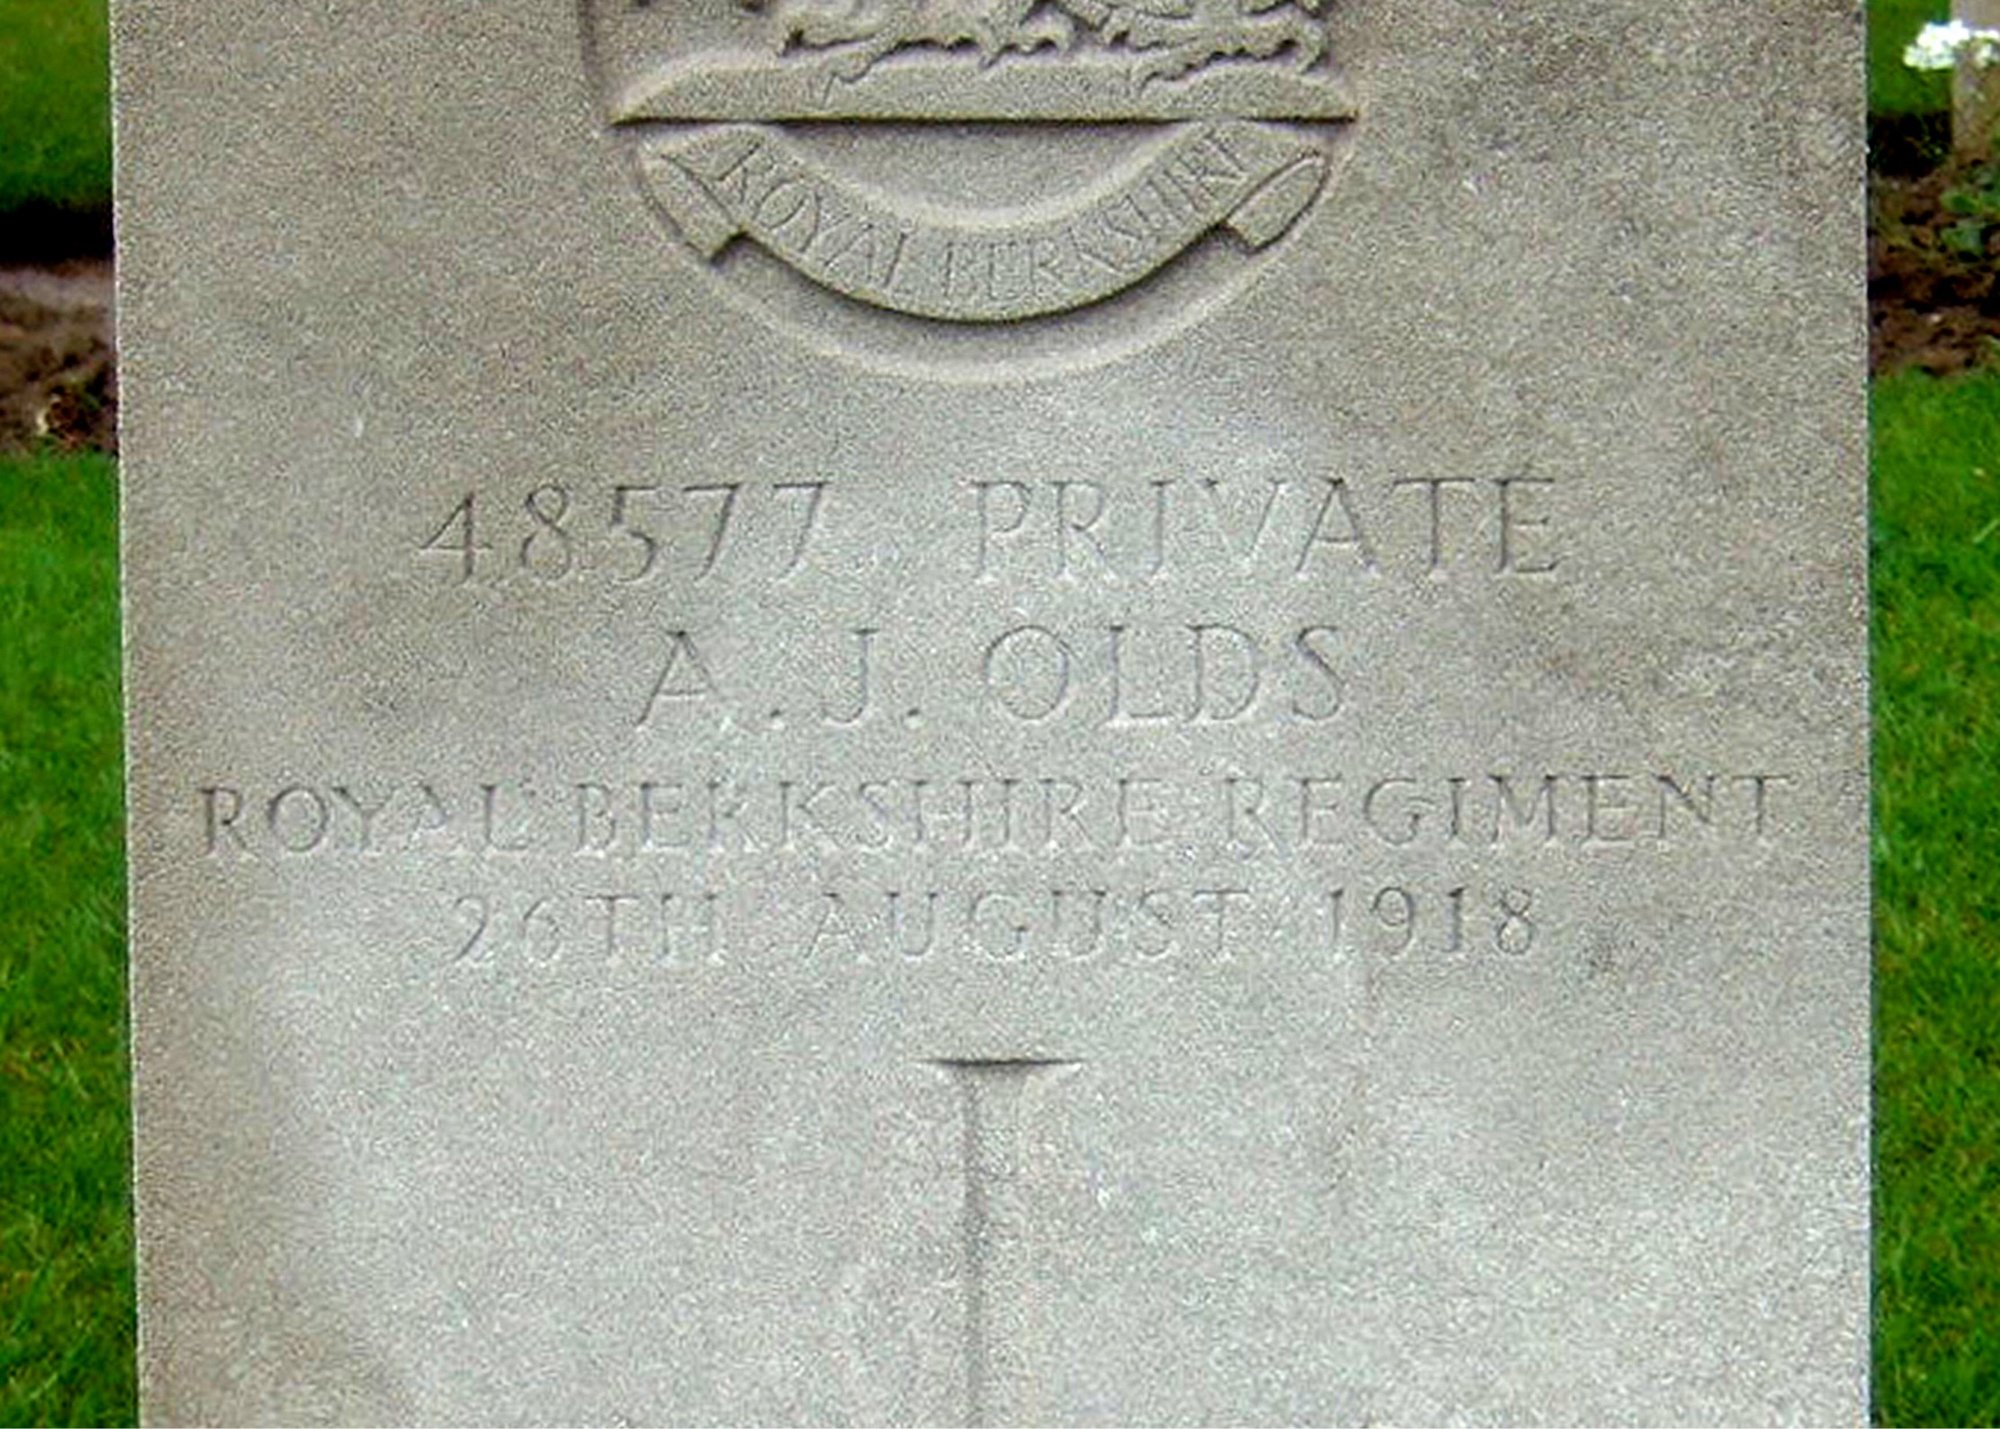 ROYAL BERKSHIRE
48577 PRIVATE
A.J. OLDS
ROYAL BERKSHIRE REGIMENT
26TH AUGUST 1918